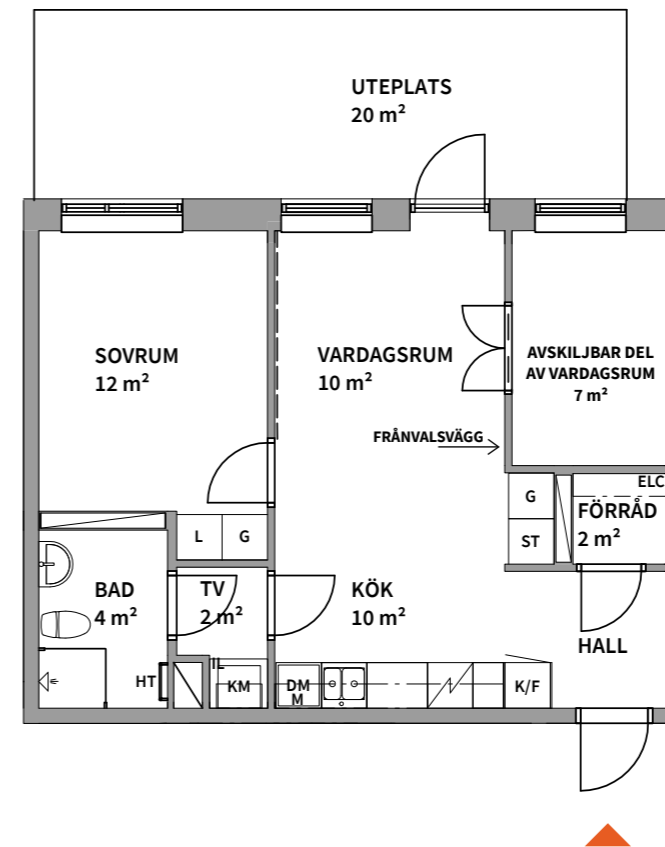 UTEPLATS
20 m²
SOVRUM
12 m²
VARDAGSRUM
10 m²
AVSKILJBAR DEL
AV VARDAGSRUM
7 m²
FRÅNVALSVÄGG
ELC
G
ST
FÖRRÅD
2 m²
L
G
BAD
4 m²
TV
2 m²
KÖK
10 m²
HALL
HT
TL
KM
DM
M
K/F